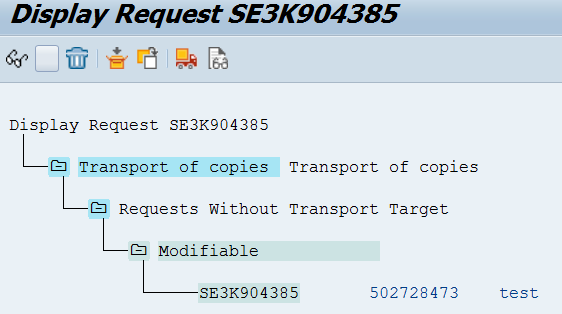 Display Request SE3K904385
Display Request SE3K904385
Transport of copies Transport of copies
Requests Without Transport Target
Modifiable
SE3K904385 502728473 test